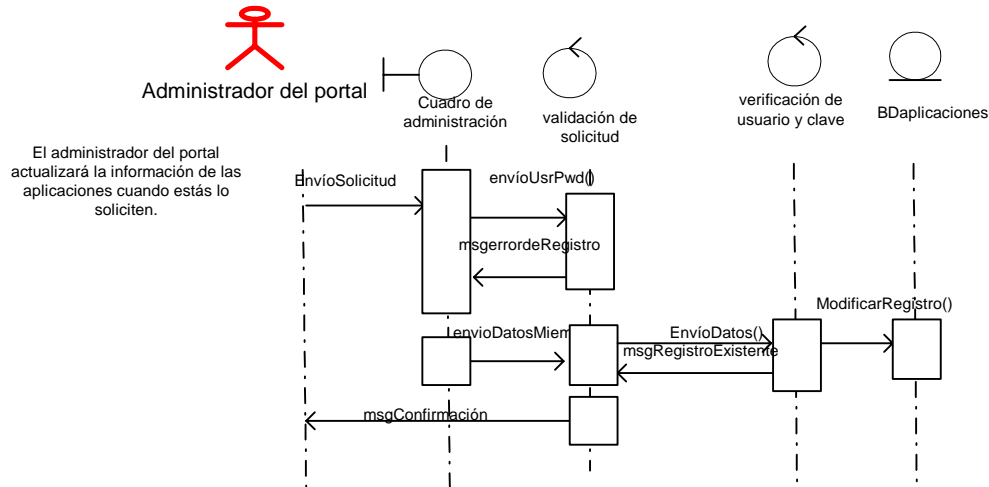 Administrador del portal
Cuadro de
administración
validación de
solicitud
verificación de
usuario y clave
BDaplicaciones
El administrador del portal
actualizará la información de las
aplicaciones cuando estás lo
soliciten.
EnvíoSolicitud
envíoUsrPwd()
msgerrordeRegistro
ModificarRegistro()
EnvíoDatos()
msgRegistroExistente
msgConfirmación